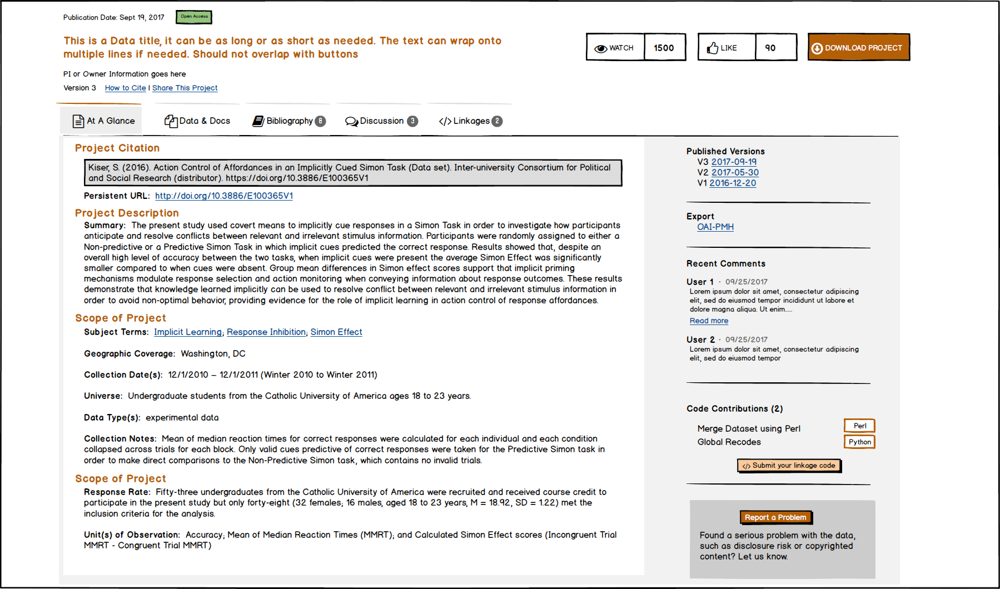 Publication Date: Sept 19, 2017
Open Access
This is a Data title, it can be as long or as short as needed. The text can wrap onto
multiple lines if needed. Should not overlap with buttons
WATCH 1500
LIKE 90
DOWNLOAD PROJECT
PI or Owner Information goes here
Version 3 How to Cite | Share This Project
At A Glance
Data & Docs
Bibliography 8
Discussion 3
</> Linkages 2
Project Citation
Kiser, S. (2016). Action Control of Affordances in an Implicitly Cued Simon Task (Data set). Inter-university Consortium for Political
and Social Research (distributor). https://doi.org/10.3886/E100365V1
Persistent URL: http://doi.org/10.3886/E100365V1
Project Description
Summary: The present study used covert means to implicitly cue responses in a Simon Task in order to investigate how participants
anticipate and resolve conflicts between relevant and irrelevant stimulus information. Participants were randomly assigned to either a
Non-predictive or a Predictive Simon Task in which implicit cues predicted the correct response. Results showed that, despite an
overall high level of accuracy between the two tasks, when implicit cues were present the average Simon Effect was significantly
smaller compared to when cues were absent. Group mean differences in Simon effect scores support that implicit priming
mechanisms modulate response selection and action monitoring when conveying information about response outcomes. These results
demonstrate that knowledge learned implicitly can be used to resolve conflict between relevant and irrelevant stimulus information in
order to avoid non-optimal behavior, providing evidence for the role of implicit learning in action control of response affordances.
Scope of Project
Subject Terms: Implicit Learning; Response Inhibition; Simon Effect
Geographic Coverage: Washington, DC
Collection Date(s): 12/1/2010 – 12/1/2011 (Winter 2010 to Winter 2011)
Universe: Undergraduate students from the Catholic University of America ages 18 to 23 years.
Data Type(s): experimental data
Collection Notes: Mean of median reaction times for correct responses were calculated for each individual and each condition
collapsed across trials for each block. Only valid cues predictive of correct responses were taken for the Predictive Simon task in
order to make direct comparisons to the Non-Predictive Simon task, which contains no invalid trials.
Scope of Project
Response Rate: Fifty-three undergraduates from the Catholic University of America were recruited and received course credit to
participate in the present study but only forty-eight (32 females; 16 males, aged 18 to 23 years, M = 18.92, SD = 1.22) met the
inclusion criteria for the analysis.
Unit(s) of Observation: Accuracy; Mean of Median Reaction Times (MMRT); and Calculated Simon Effect scores (Incongruent Trial
MMRT - Congruent Trial MMRT)
Published Versions
V3 2017-09-19
V2 2017-05-30
V1 2016-12-20
Export
OAI-PMH
Recent Comments
User 1 · 09/25/2017
Lorem ipsum dolor sit amet, consectetur adipiscing
elit, sed do eiusmod tempor incididunt ut labore et
dolore magna aliqua. Ut enim.....
Read more
User 2 · 09/25/2017
Lorem ipsum dolor sit amet, consectetur adipiscing
elit, sed do eiusmod tempor
Code Contributions (2)
Merge Dataset using Perl Perl
Global Recodes Python
</> Submit your linkage code
Report a Problem
Found a serious problem with the data,
such as disclosure risk or copyrighted
content? Let us know.